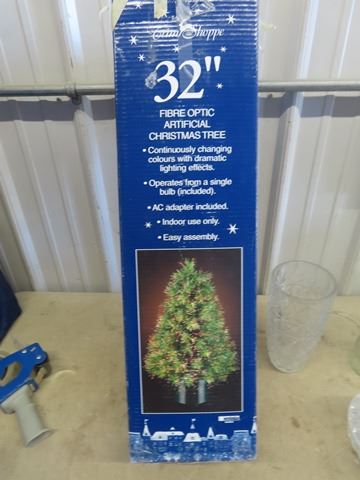 Shoppe
32"
FIBRE OPTIC
ARTIFICIAL
CHRISTMAS TREE
• Continuously changing
colours with dramatic
lighting effects.
• Operates from a single
bulb (included).
• AC adapter included.
• Indoor use only.
• Easy assembly.